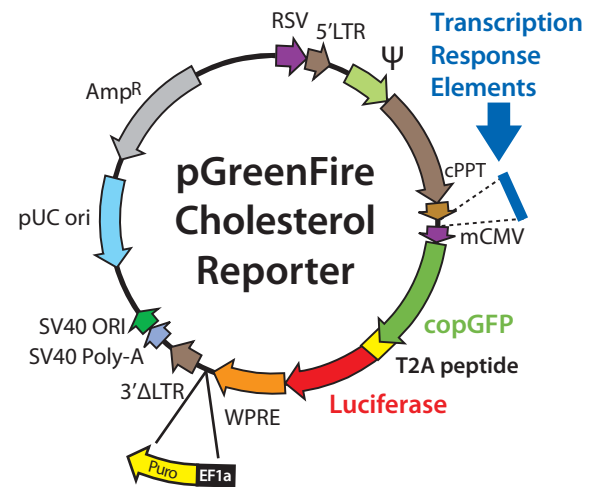 RSV
5'LTR
Ψ
Transcription
Response
Elements
AmpR
cPPT
pGreenFire
Cholesterol
Reporter
pUC ori
mCMV
copGFP
SV40 ORI
SV40 Poly-A
T2A peptide
3'ΔLTR
WPRE
Luciferase
Puro
EF1a